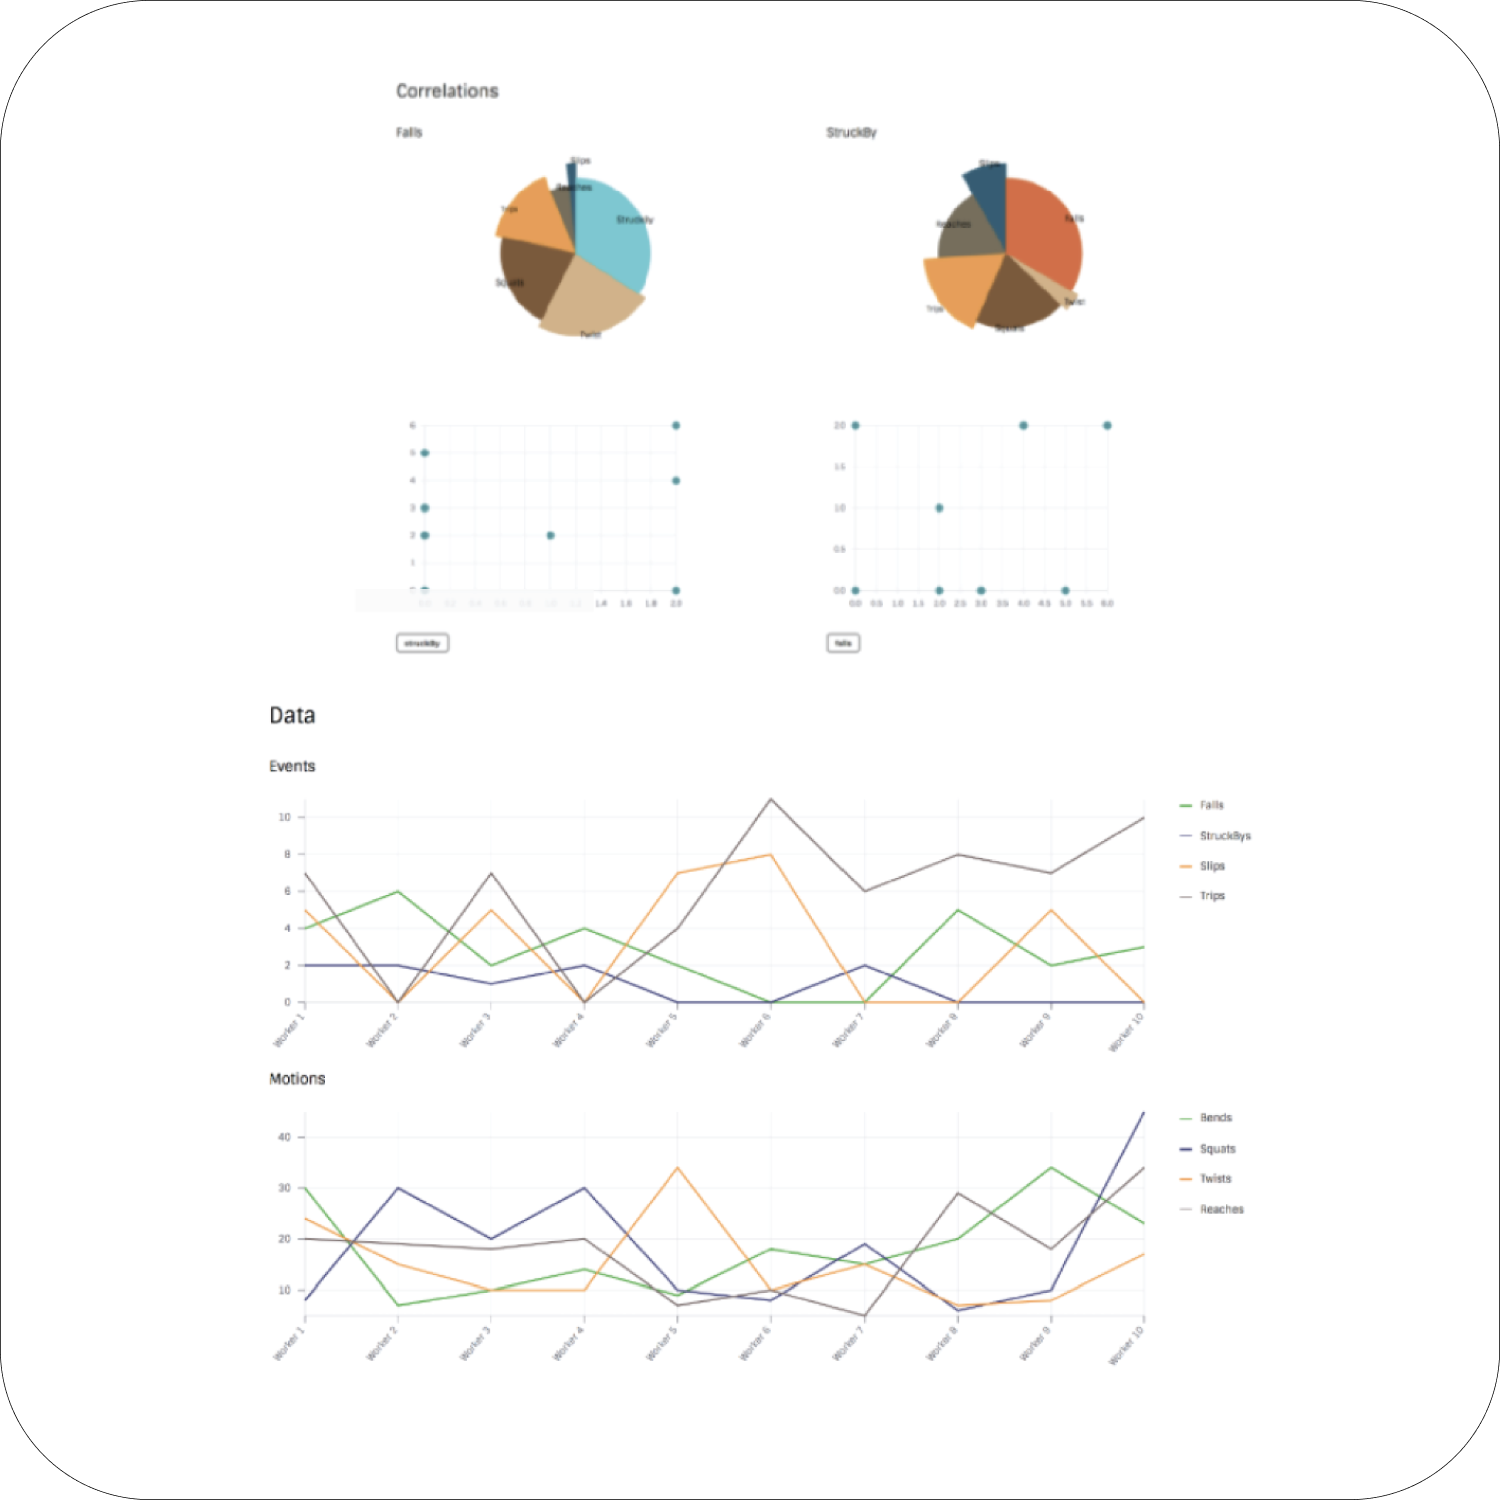 Correlations
Falls
StruckBy
Slips
Reaches
Trips
StruckBy
Squats
Twist
Slips
Falls
Reaches
Twist
Trips
Squats
6
5
4
3
2
1
1.4 1.6 1.8 2.0
struckBy
2.0
1.5
1.0
0.5
0.0
0.0 0.5 1.0 1.5 2.0 2.5 3.0 3.5 4.0 4.5 5.0 5.5 6.0
falls
Data
Events
10
8
6
4
2
0
Worker 1
Worker 2
Worker 3
Worker 4
Worker 5
Worker 6
Worker 7
Worker 8
Worker 9
Worker 10
Falls
StruckBys
Slips
Trips
Motions
40
30
20
10
Worker 1
Worker 2
Worker 3
Worker 4
Worker 5
Worker 6
Worker 7
Worker 8
Worker 9
Worker 10
Bends
Squats
Twists
Reaches